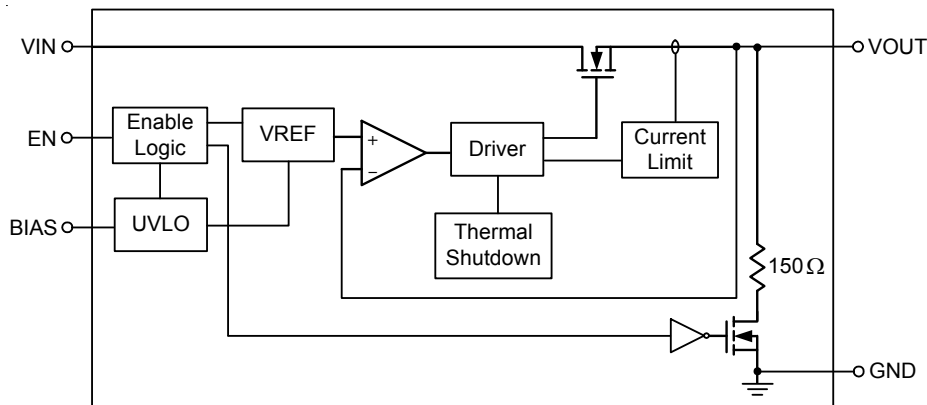 VIN
VOUT
EN
Enable
Logic
VREF
+
−
Driver
Current
Limit
BIAS
UVLO
Thermal
Shutdown
150Ω
GND